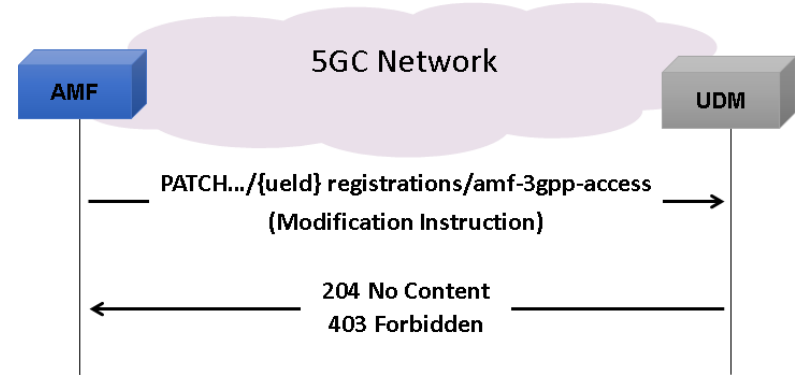 5GC Network
AMF
UDM
PATCH.../{ueId} registrations/amf-3gpp-access
(Modification Instruction)
204 No Content
403 Forbidden